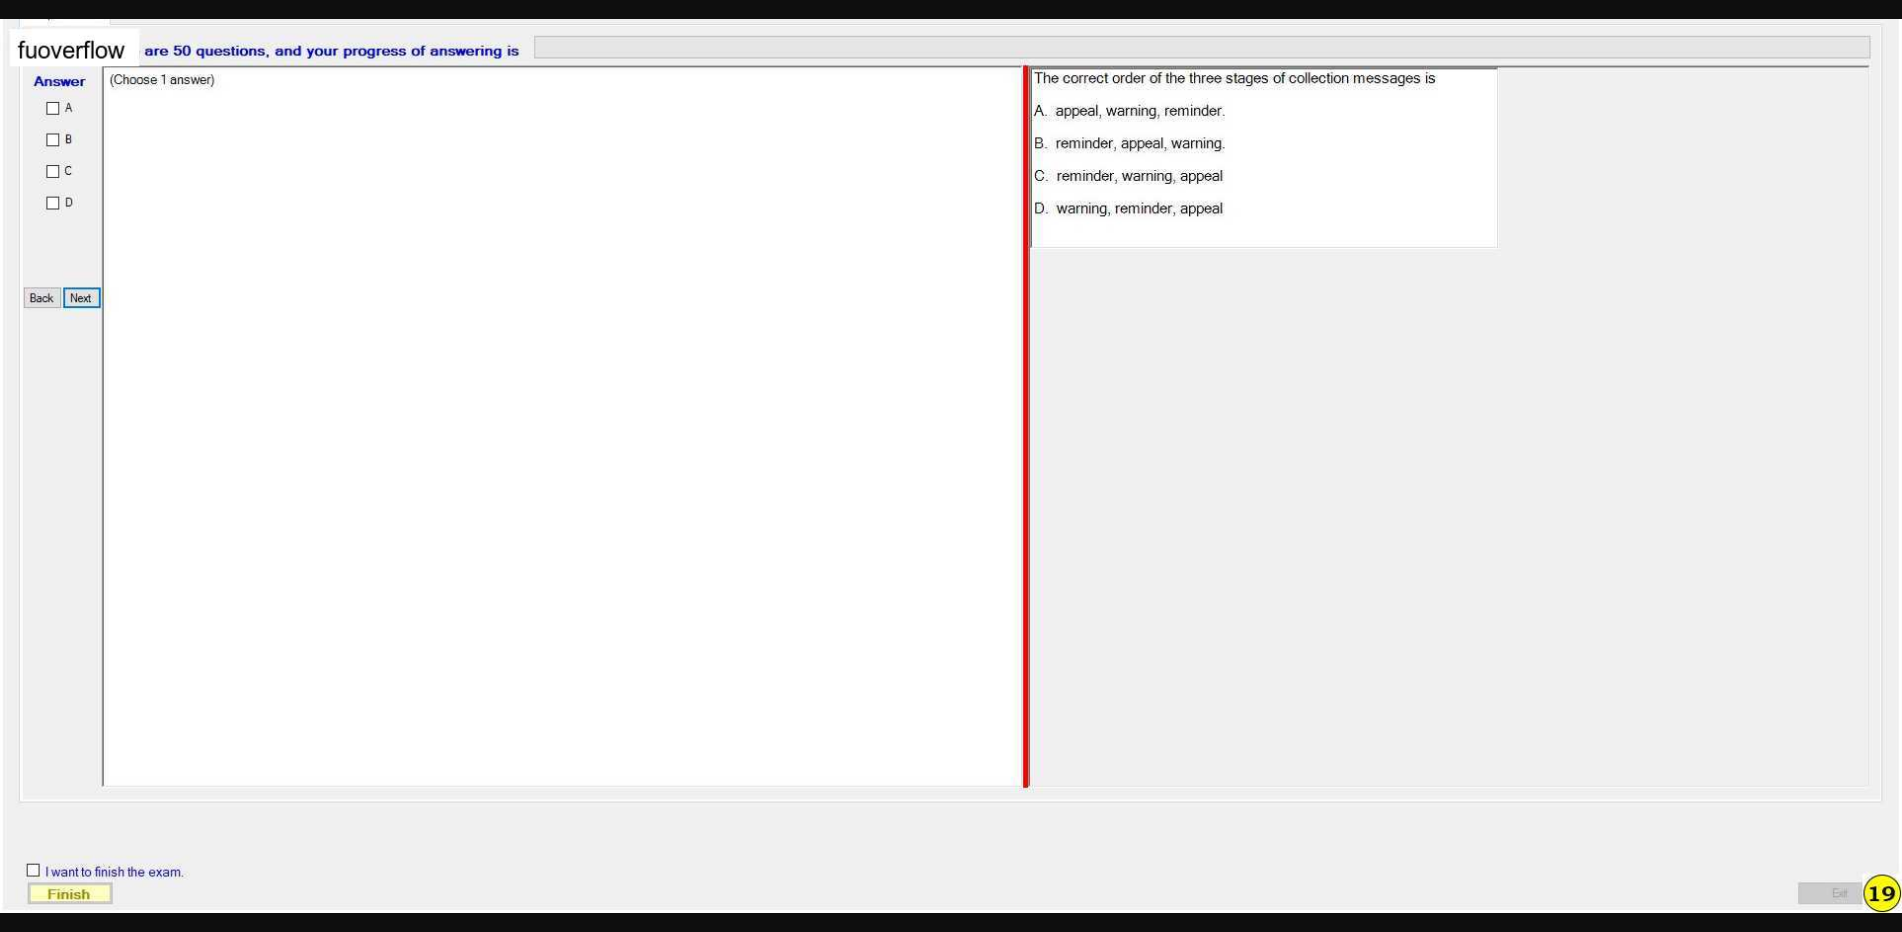 fuoverflow are 50 questions, and your progress of answering is
Answer
(Choose 1 answer)
A
B
C
D
Back Next
The correct order of the three stages of collection messages is
A. appeal, warning, reminder.
B. reminder, appeal, warning.
C. reminder, warning, appeal
D. warning, reminder, appeal
I want to finish the exam.
Finish
Exit
19